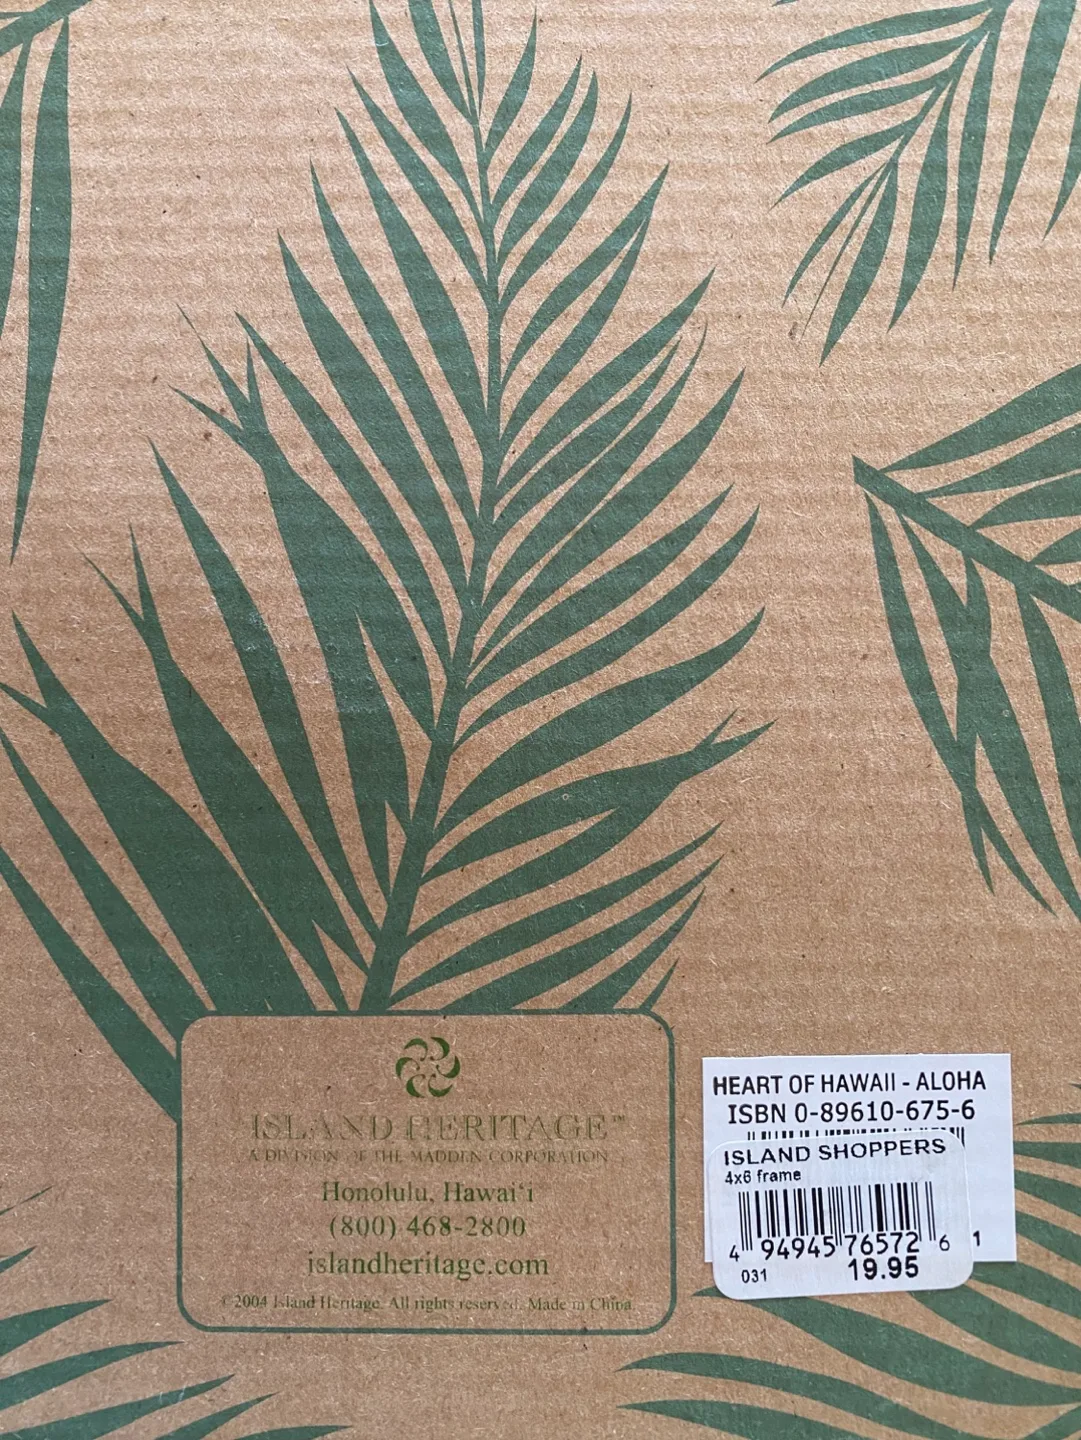 ISLAND HERITAGE™
A DIVISION OF THE MADDEN CORPORATION
Honolulu, Hawaiʻi
(800) 468-2800
islandheritage.com
©2004 Island Heritage. All rights reserved. Made in China.
HEART OF HAWAII - ALOHA
ISBN 0-89610-675-6
ISLAND SHOPPERS
4x6 frame
4 94945 76572 6
1
031 19.95